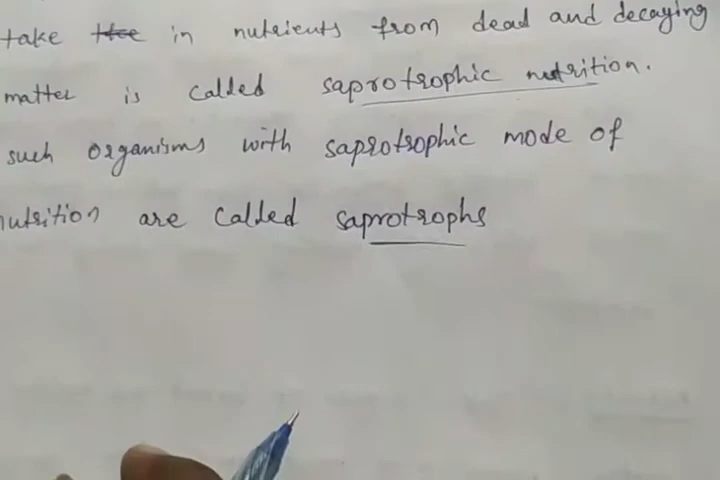 take in nutrients from dead and decaying
matter is called saprotrophic nutrition.
such organisms with saprotrophic mode of
nutrition are called saprotrophs